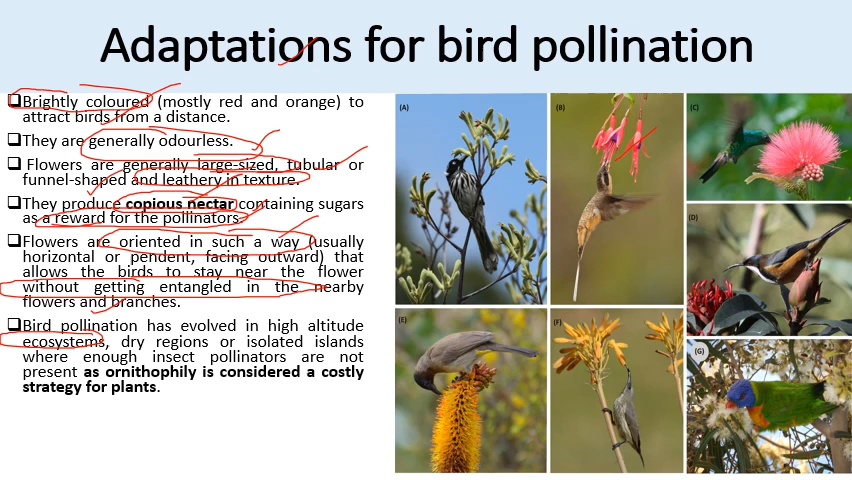 Adaptations for bird pollination
❑Brightly coloured (mostly red and orange) to
attract birds from a distance.
❑They are generally odourless.
❑ Flowers are generally large-sized, tubular or
funnel-shaped and leathery in texture.
❑They produce copious nectar containing sugars
as a reward for the pollinators.
❑Flowers are oriented in such a way (usually
horizontal or pendent, facing outward) that
allows the birds to stay near the flower
without getting entangled in the nearby
flowers and branches.
❑Bird pollination has evolved in high altitude
ecosystems, dry regions or isolated islands
where enough insect pollinators are not
present as ornithophily is considered a costly
strategy for plants.
(A)
(B)
(C)
(D)
(E)
(F)
(G)